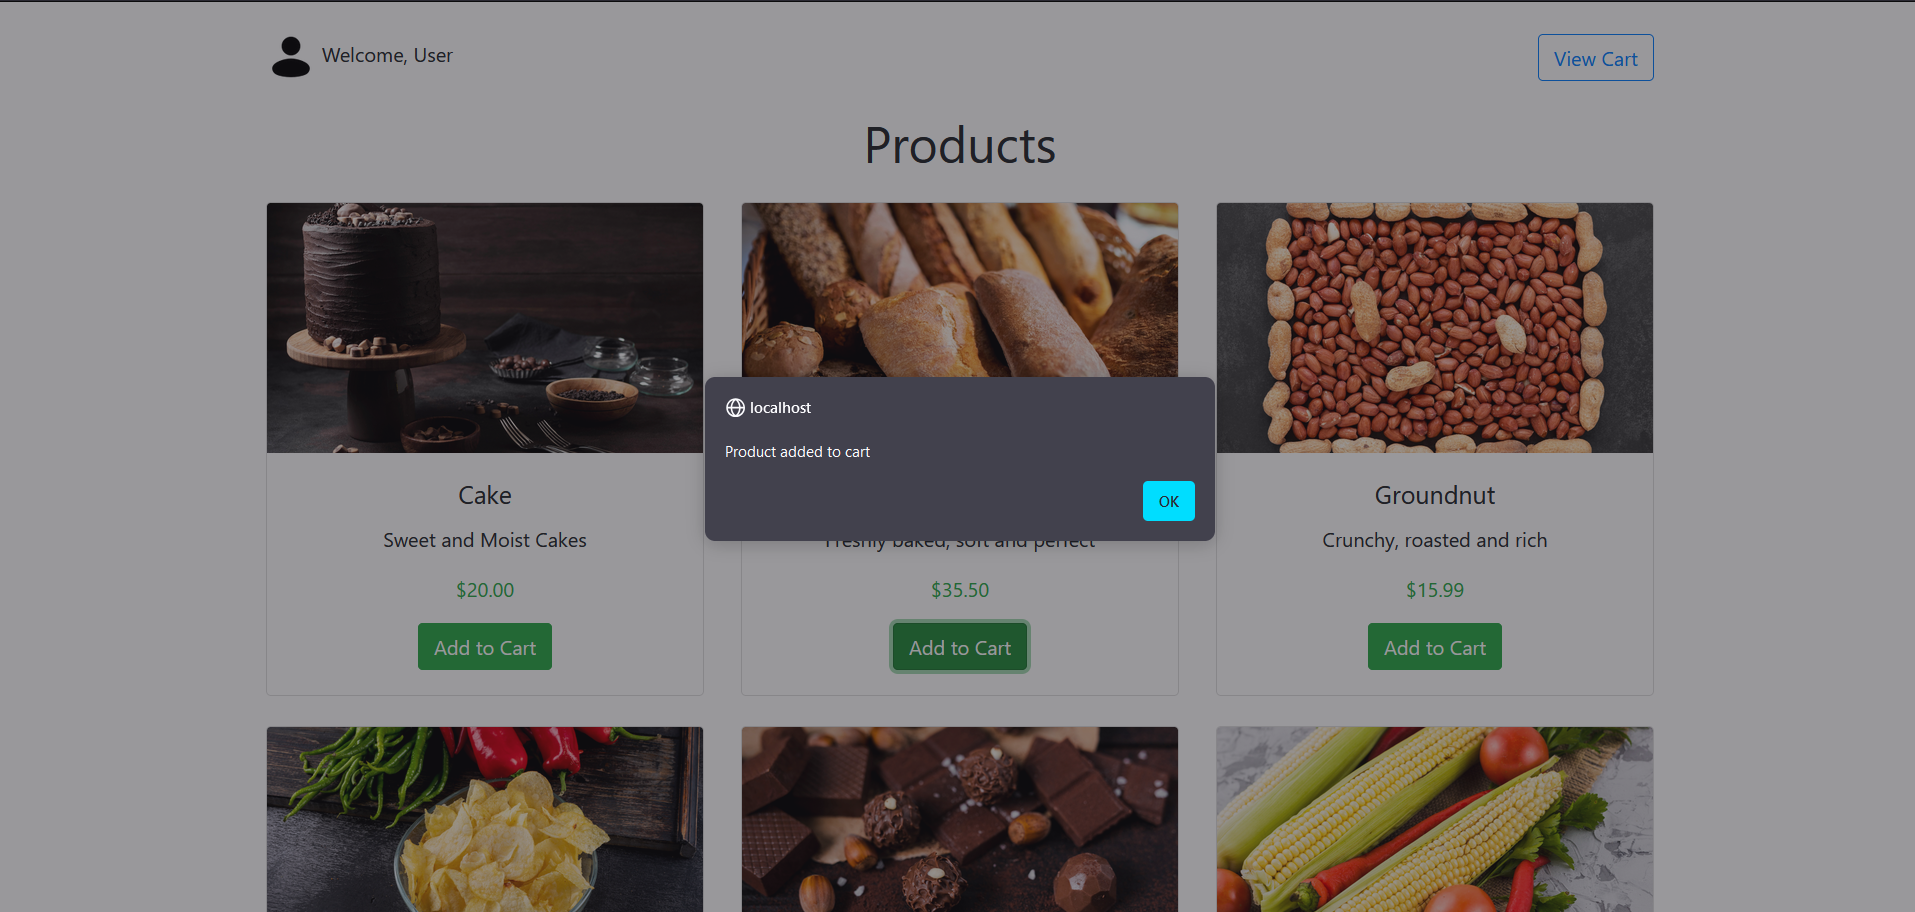 Welcome, User
View Cart
Products
localhost
Product added to cart
OK
Cake
Groundnut
Sweet and Moist Cakes
Freshly baked, soft and perfect
Crunchy, roasted and rich
$20.00
$35.50
$15.99
Add to Cart
Add to Cart
Add to Cart